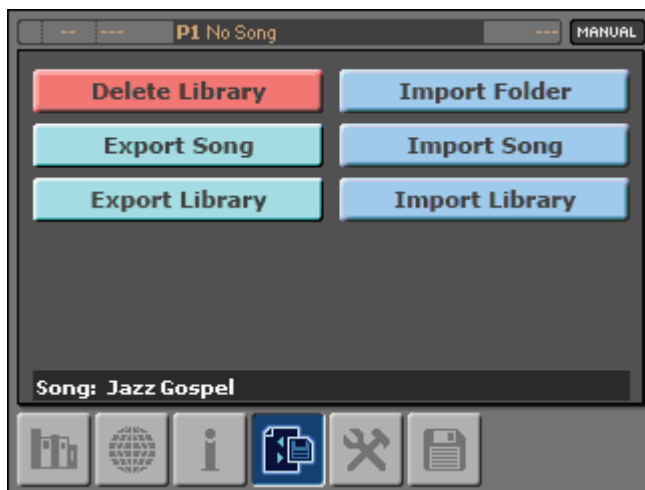 -- --- P1 No Song --- MANUAL
Delete Library Import Folder
Export Song Import Song
Export Library Import Library
Song: Jazz Gospel